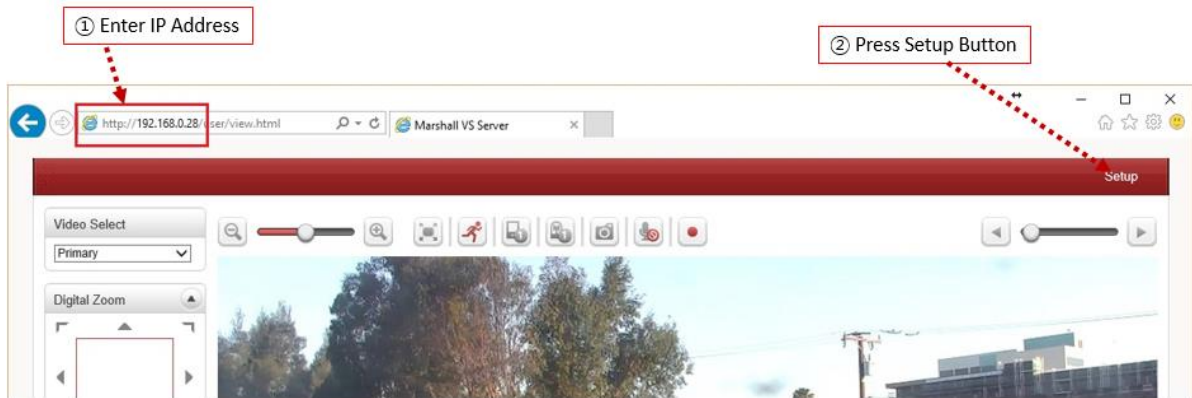 ① Enter IP Address
② Press Setup Button
http://192.168.0.28/user/view.html
Marshall VS Server
Setup
Video Select
Primary
Digital Zoom